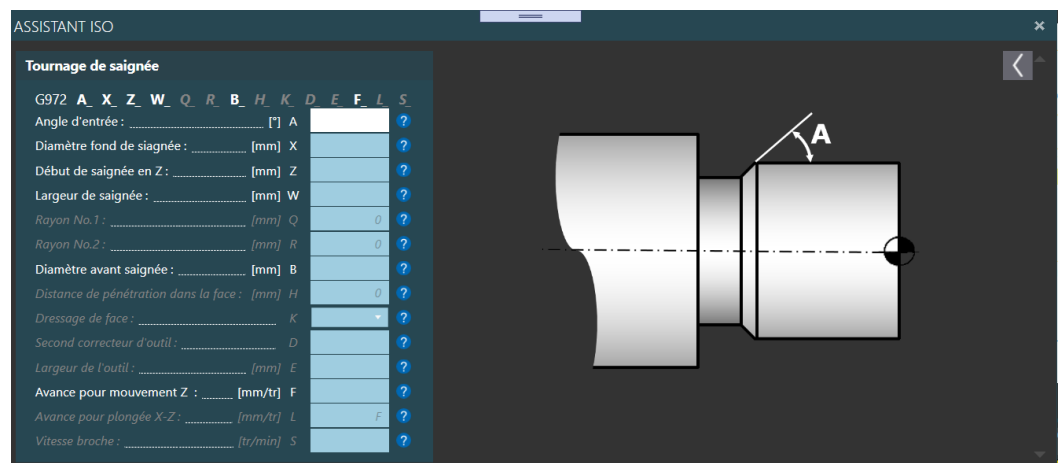 ASSISTANT ISO ×
Tournage de saignée
G972 A_ X_ Z_ W_ Q_ R_ B_ H_ K_ D_ E_ F_ L_ S_
Angle d'entrée : [°] A ?
Diamètre fond de siagnée : [mm] X ?
Début de saignée en Z : [mm] Z ?
Largeur de saignée : [mm] W ?
Rayon No.1 : [mm] Q 0 ?
Rayon No.2 : [mm] R 0 ?
Diamètre avant saignée : [mm] B ?
Distance de pénétration dans la face : [mm] H 0 ?
Dressage de face : K ?
Second correcteur d'outil : D ?
Largeur de l'outil : [mm] E ?
Avance pour mouvement Z : [mm/tr] F ?
Avance pour plongée X-Z : [mm/tr] L F ?
Vitesse broche : [tr/min] S ?
A